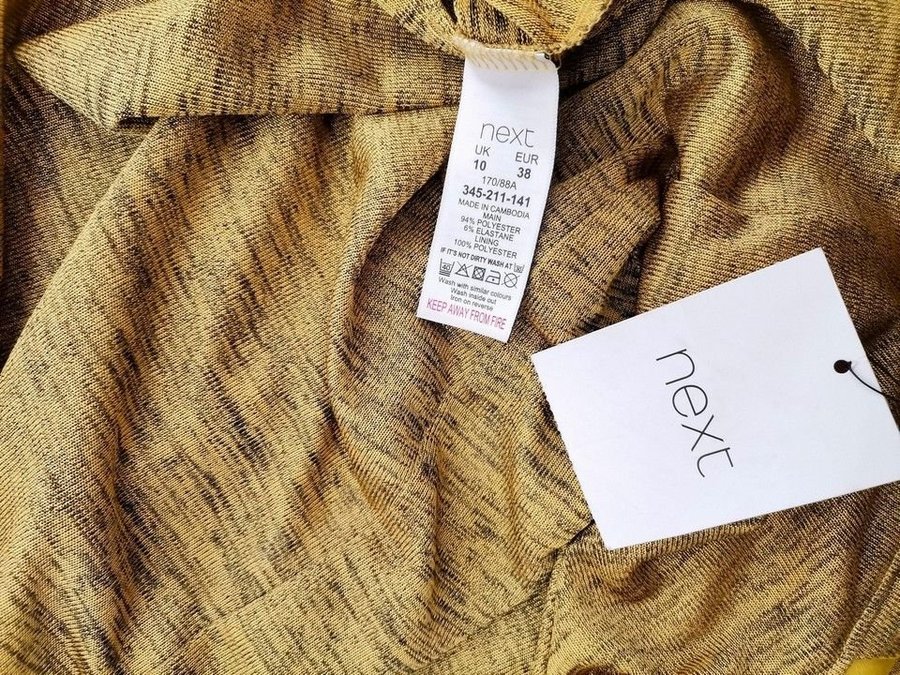 next
UK EUR
10 38
170/88A
345-211-141
MADE IN CAMBODIA
MAIN
94% POLYESTER
6% ELASTANE
LINING
100% POLYESTER
IF IT'S NOT DIRTY WASH AT
Wash with similar colours
Wash inside out
Iron on reverse
KEEP AWAY FROM FIRE
next